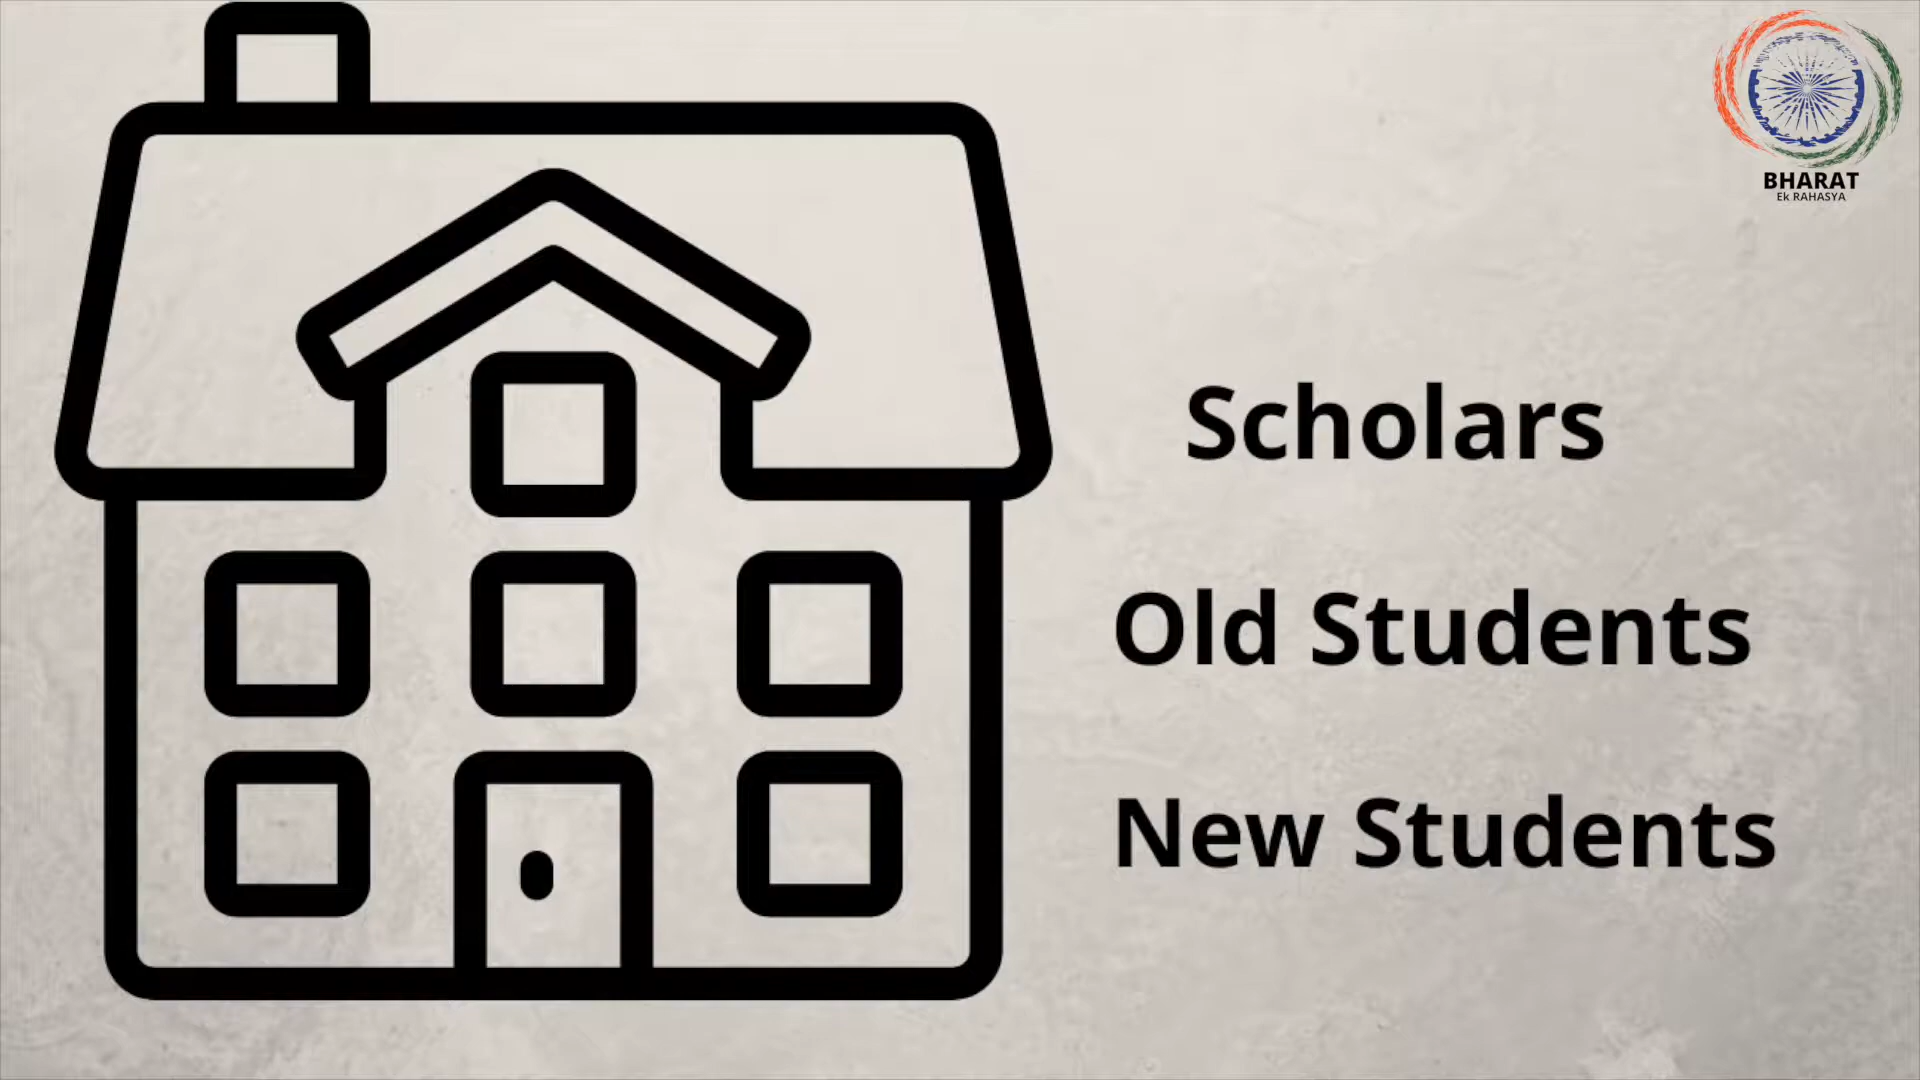 BHARAT
Ek RAHASYA
Scholars
Old Students
New Students